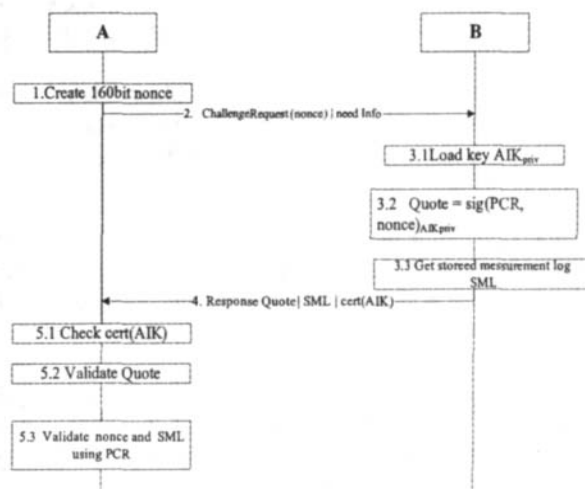 A
B
1.Create 160bit nonce
2. ChallengeRequest(nonce) | need Info
3.1Load key AIKpriv
3.2 Quote = sig(PCR,
nonce)AIKpriv
3.3 Get storeed messurement log
SML
4. Response Quote| SML | cert(AIK)
5.1 Check cert(AIK)
5.2 Validate Quote
5.3 Validate nonce and SML
using PCR